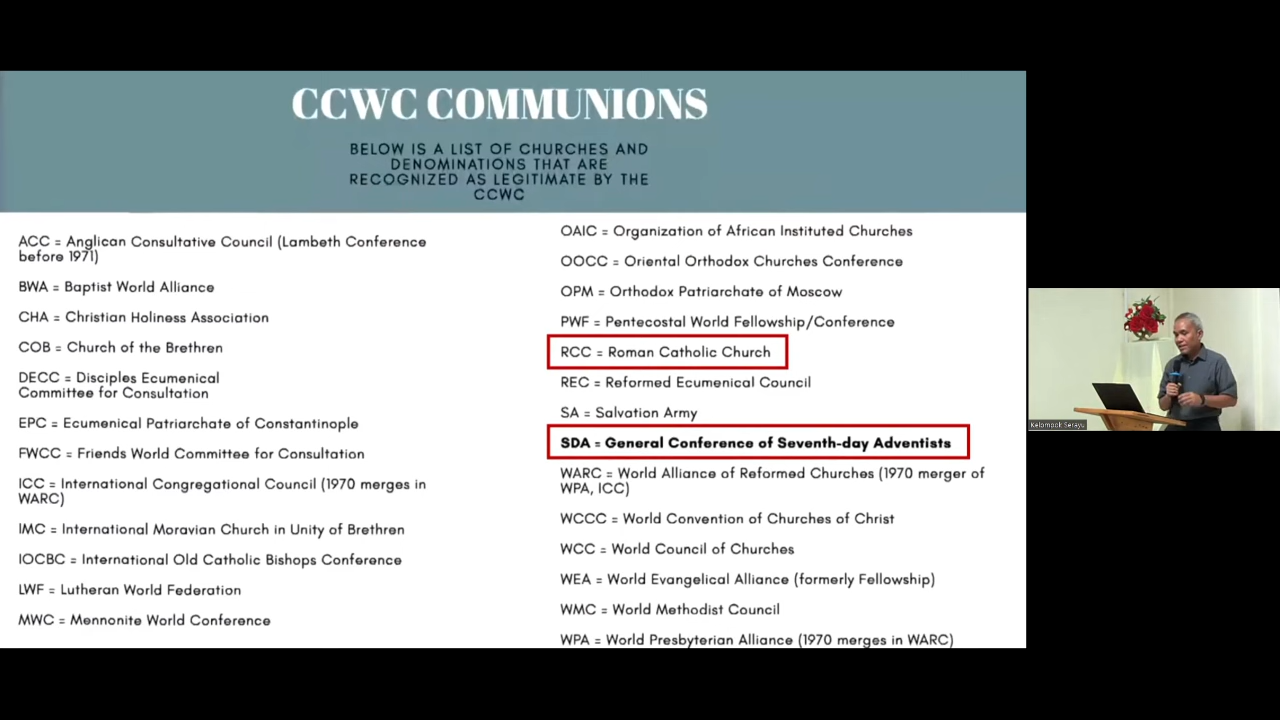 CCWC COMMUNIONS
BELOW IS A LIST OF CHURCHES AND
DENOMINATIONS THAT ARE
RECOGNIZED AS LEGITIMATE BY THE
CCWC
ACC = Anglican Consultative Council (Lambeth Conference
before 1971)
BWA = Baptist World Alliance
CHA = Christian Holiness Association
COB = Church of the Brethren
DECC = Disciples Ecumenical
Committee for Consultation
EPC = Ecumenical Patriarchate of Constantinople
FWCC = Friends World Committee for Consultation
ICC = International Congregational Council (1970 merges in
WARC)
IMC = International Moravian Church in Unity of Brethren
IOCBC = International Old Catholic Bishops Conference
LWF = Lutheran World Federation
MWC = Mennonite World Conference
OAIC = Organization of African Instituted Churches
OOCC = Oriental Orthodox Churches Conference
OPM = Orthodox Patriarchate of Moscow
PWF = Pentecostal World Fellowship/Conference
RCC = Roman Catholic Church
REC = Reformed Ecumenical Council
SA = Salvation Army
SDA = General Conference of Seventh-day Adventists
WARC = World Alliance of Reformed Churches (1970 merger of
WPA, ICC)
WCCC = World Convention of Churches of Christ
WCC = World Council of Churches
WEA = World Evangelical Alliance (formerly Fellowship)
WMC = World Methodist Council
WPA = World Presbyterian Alliance (1970 merges in WARC)
Kelompok Serayu